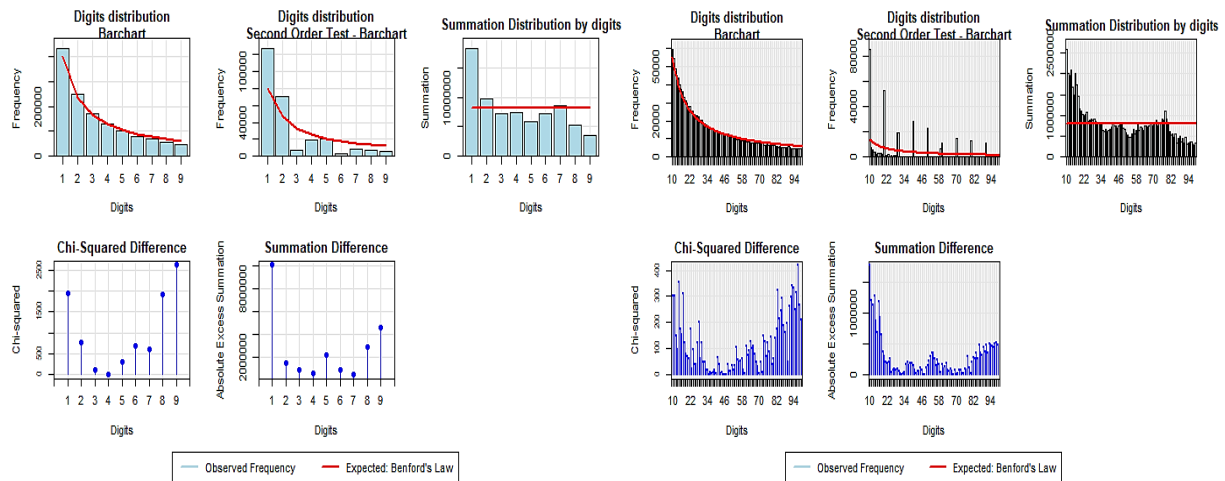 Digits distribution
Barchart
Frequency
0
200000
1 2 3 4 5 6 7 8 9
Digits
Digits distribution
Second Order Test - Barchart
Frequency
0
40000
100000
1 2 3 4 5 6 7 8 9
Digits
Summation Distribution by digits
Summation
0
1 2 3 4 5 6 7 8 9
Digits
Digits distribution
Barchart
Frequency
0
20000
50000
10 22 34 46 58 70 82 94
Digits
Digits distribution
Second Order Test - Barchart
Frequency
0
40000
80000
10 22 34 46 58 70 82 94
Digits
Summation Distribution by digits
Summation
0
10 22 34 46 58 70 82 94
Digits
Chi-Squared Difference
Chi-squared
0
500
1500
2500
1 2 3 4 5 6 7 8 9
Digits
Summation Difference
Absolute Excess Summation
1 2 3 4 5 6 7 8 9
Digits
Chi-Squared Difference
Chi-squared
0
100
200
300
400
10 22 34 46 58 70 82 94
Digits
Summation Difference
Absolute Excess Summation
0
10 22 34 46 58 70 82 94
Digits
Observed Frequency
Expected: Benford's Law
Observed Frequency
Expected: Benford's Law